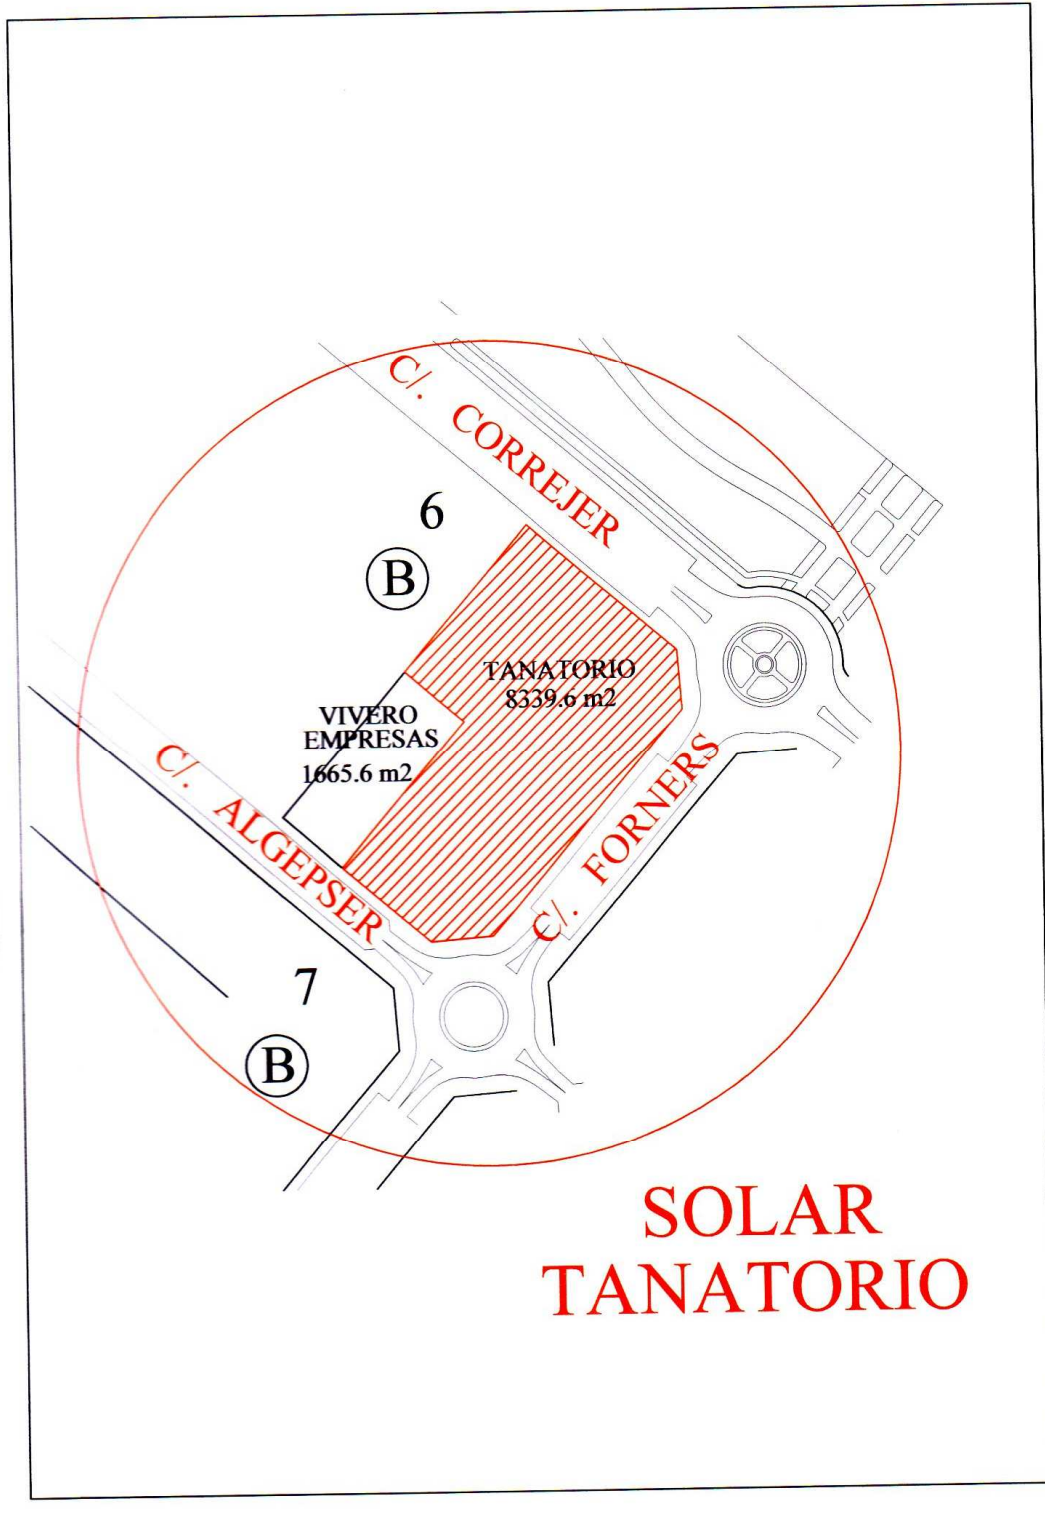 C/. CORREJER
6
B
TANATORIO
8339.6 m2
VIVERO
EMPRESAS
1665.6 m2
C/. ALGEPSER
C/. FORNERS
7
B
SOLAR
TANATORIO